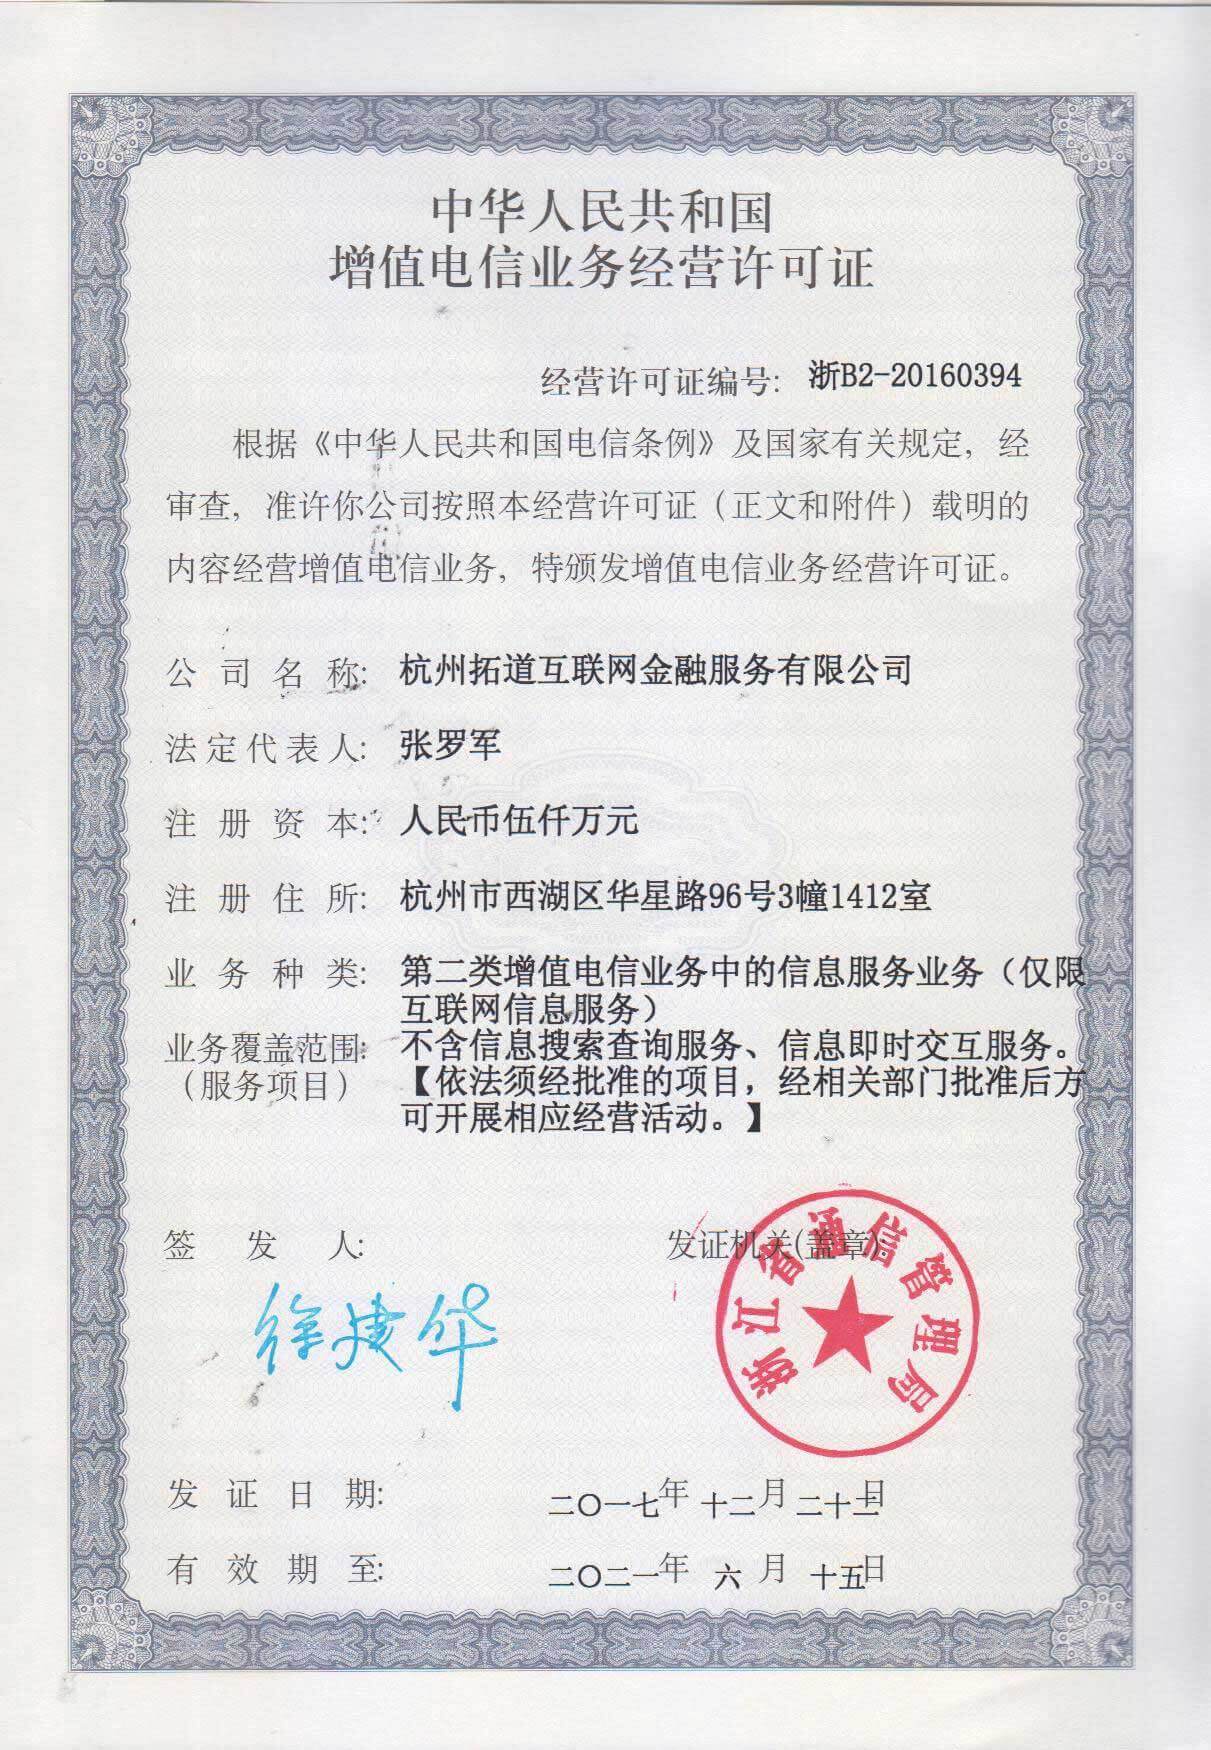 中华人民共和国
增值电信业务经营许可证
经营许可证编号: 浙B2-20160394
根据《中华人民共和国电信条例》及国家有关规定，经
审查，准许你公司按照本经营许可证（正文和附件）载明的
内容经营增值电信业务，特颁发增值电信业务经营许可证。
公司名称: 杭州拓道互联网金融服务有限公司
法定代表人: 张罗军
注册资本: 人民币伍仟万元
注册住所: 杭州市西湖区华星路96号3幢1412室
业务种类: 第二类增值电信业务中的信息服务业务（仅限
互联网信息服务）
业务覆盖范围: 不含信息搜索查询服务、信息即时交互服务。
（服务项目） 【依法须经批准的项目，经相关部门批准后方
可开展相应经营活动。】
签发人: 发证机关(盖章):
徐建华
浙江省通信管理局
发证日期: 二〇一七年 十二月 二十二日
有效期至: 二〇二一年 六月 十五日